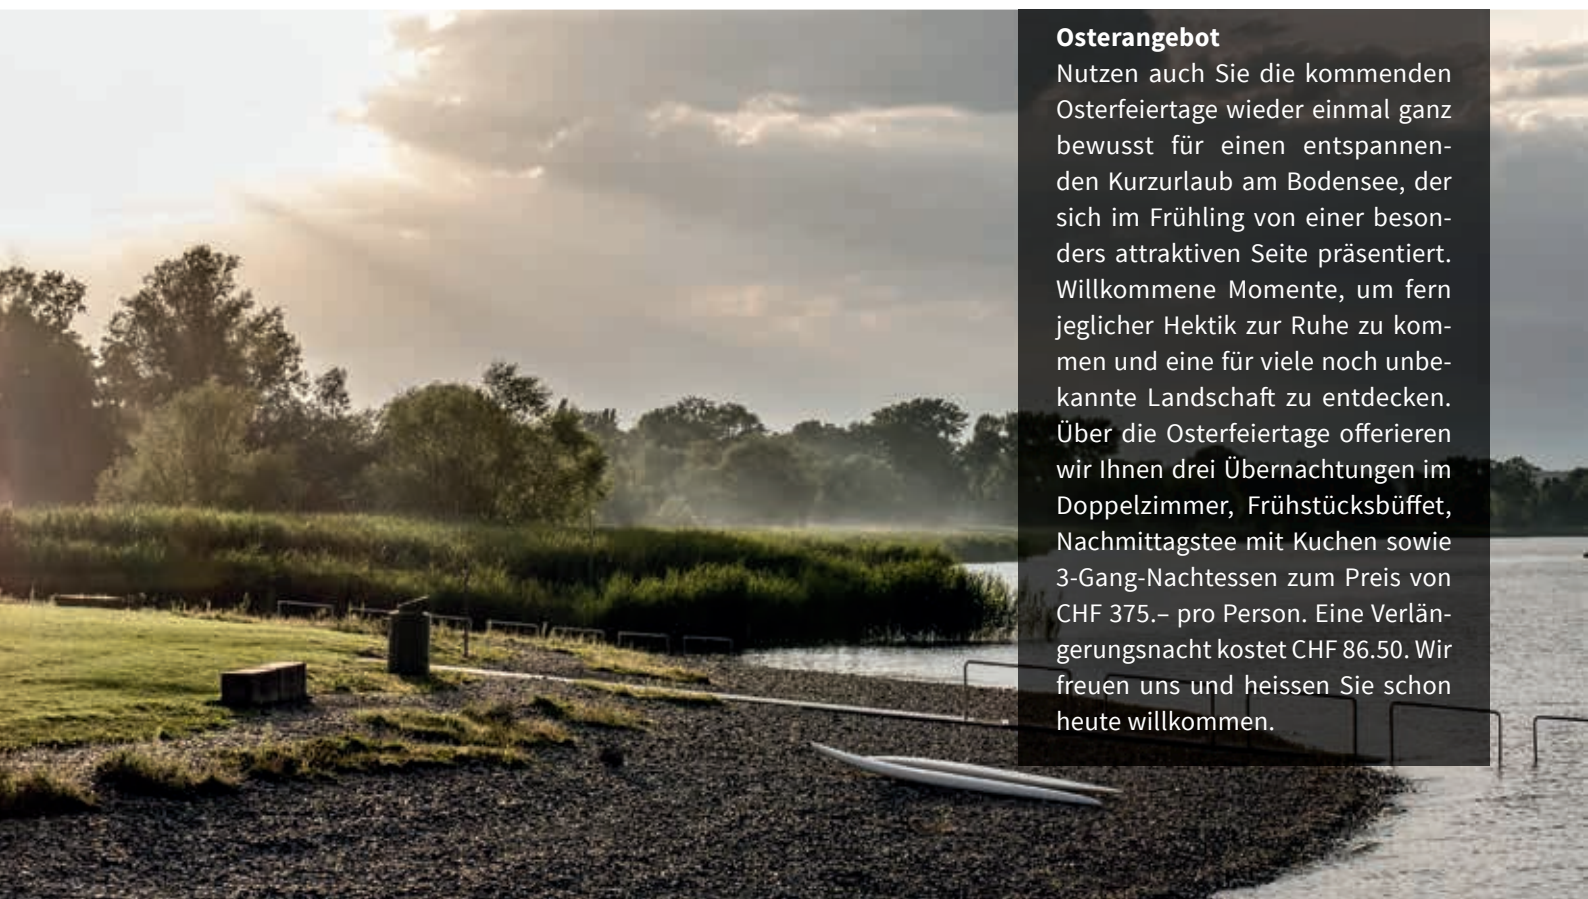 Osterangebot
Nutzen auch Sie die kommenden
Osterfeiertage wieder einmal ganz
bewusst für einen entspannen-
den Kurzurlaub am Bodensee, der
sich im Frühling von einer beson-
ders attraktiven Seite präsentiert.
Willkommene Momente, um fern
jeglicher Hektik zur Ruhe zu kom-
men und eine für viele noch unbe-
kannte Landschaft zu entdecken.
Über die Osterfeiertage offerieren
wir Ihnen drei Übernachtungen im
Doppelzimmer, Frühstücksbüffet,
Nachmittagstee mit Kuchen sowie
3-Gang-Nachtessen zum Preis von
CHF 375.– pro Person. Eine Verlän-
gerungsnacht kostet CHF 86.50. Wir
freuen uns und heissen Sie schon
heute willkommen.